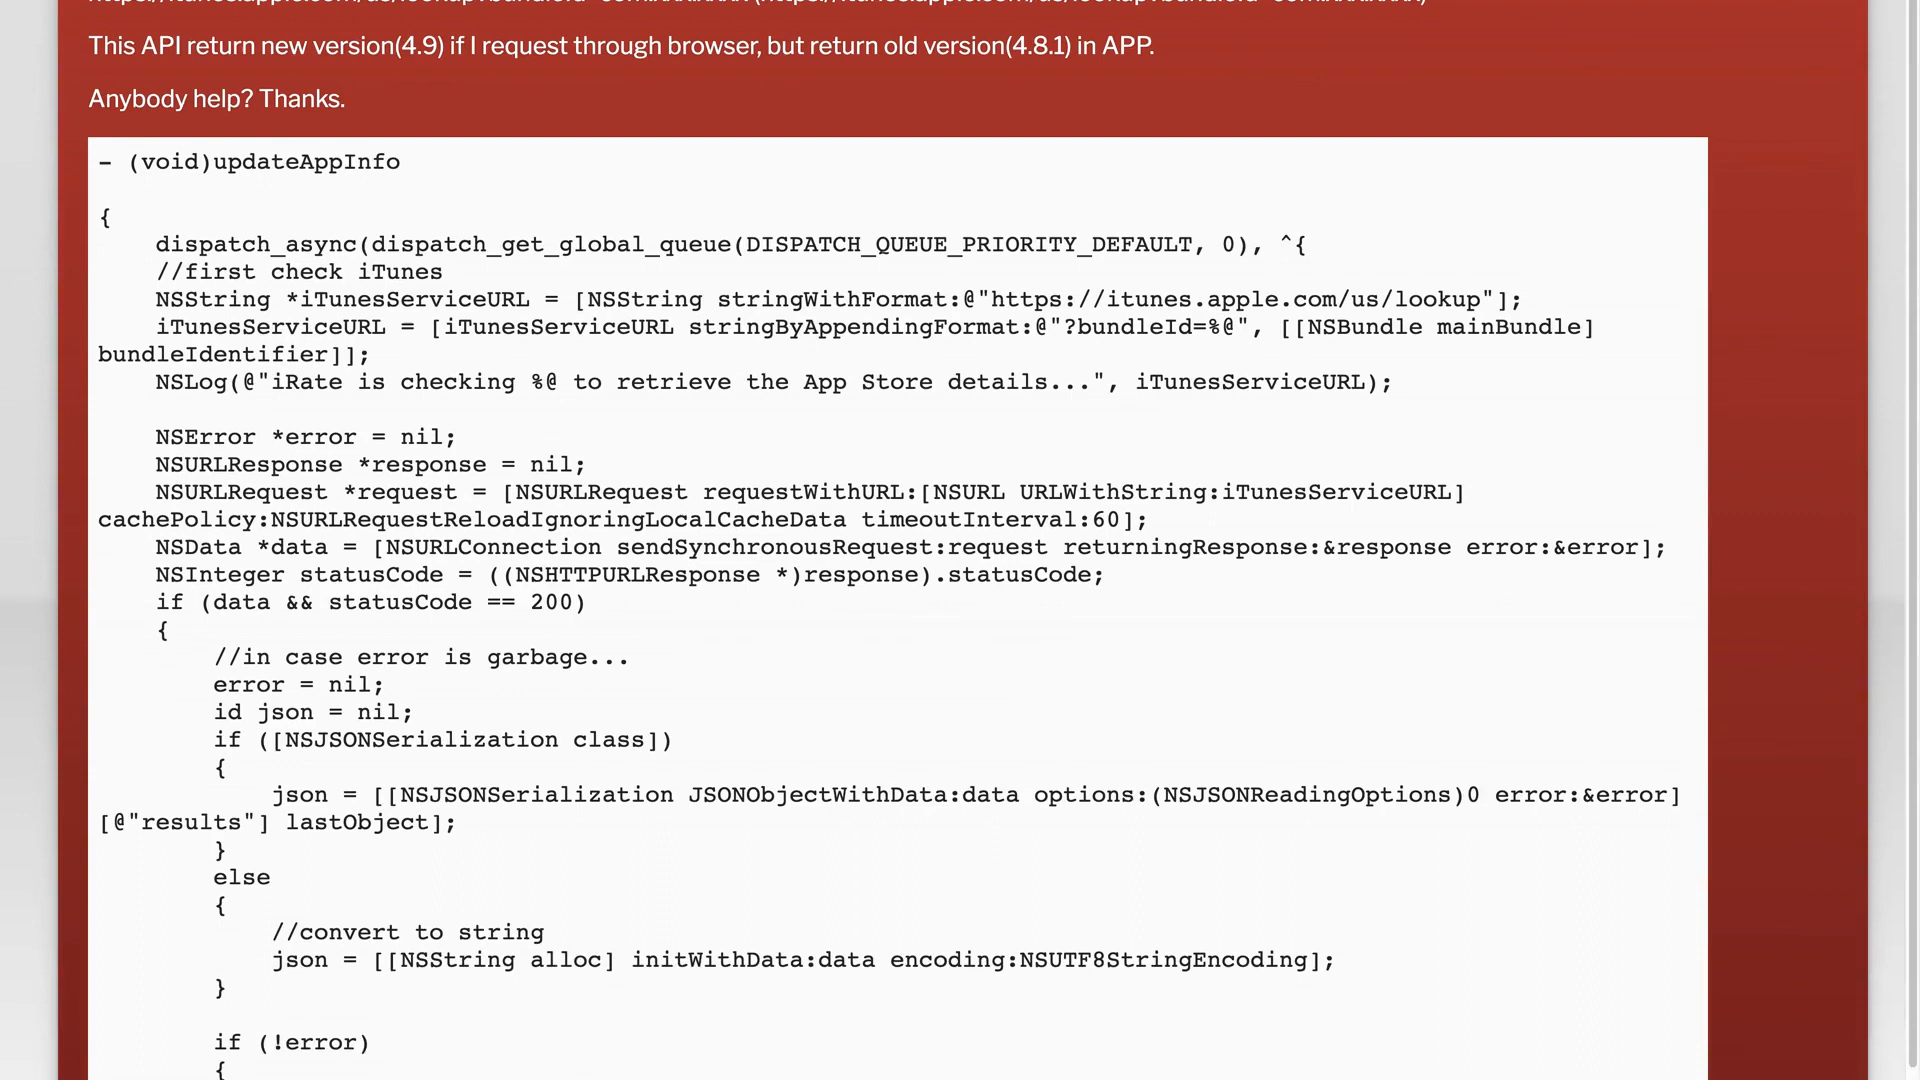 This API return new version(4.9) if I request through browser, but return old version(4.8.1) in APP.
Anybody help? Thanks.
– (void)updateAppInfo
{
    dispatch_async(dispatch_get_global_queue(DISPATCH_QUEUE_PRIORITY_DEFAULT, 0), ^{
    //first check iTunes
    NSString *iTunesServiceURL = [NSString stringWithFormat:@"https://itunes.apple.com/us/lookup"];
    iTunesServiceURL = [iTunesServiceURL stringByAppendingFormat:@"?bundleId=%@", [[NSBundle mainBundle]
bundleIdentifier]];
    NSLog(@"iRate is checking %@ to retrieve the App Store details...", iTunesServiceURL);
    NSError *error = nil;
    NSURLResponse *response = nil;
    NSURLRequest *request = [NSURLRequest requestWithURL:[NSURL URLWithString:iTunesServiceURL]
cachePolicy:NSURLRequestReloadIgnoringLocalCacheData timeoutInterval:60];
    NSData *data = [NSURLConnection sendSynchronousRequest:request returningResponse:&response error:&error];
    NSInteger statusCode = ((NSHTTPURLResponse *)response).statusCode;
    if (data && statusCode == 200)
    {
        //in case error is garbage...
        error = nil;
        id json = nil;
        if ([NSJSONSerialization class])
        {
            json = [[NSJSONSerialization JSONObjectWithData:data options:(NSJSONReadingOptions)0 error:&error]
[@"results"] lastObject];
        }
        else
        {
            //convert to string
            json = [[NSString alloc] initWithData:data encoding:NSUTF8StringEncoding];
        }
        if (!error)
        {